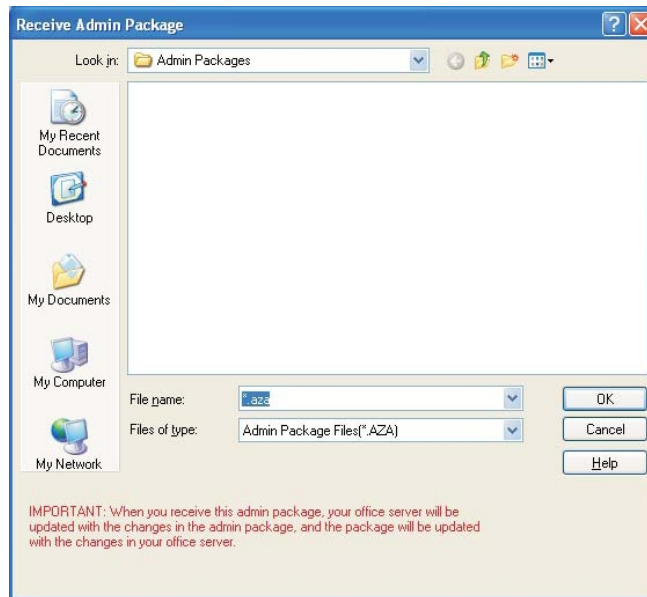 Receive Admin Package
Look in: Admin Packages
My Recent
Documents
Desktop
My Documents
My Computer
My Network
File name: *.aza OK
Files of type: Admin Package Files(*.AZA) Cancel
Help
IMPORTANT: When you receive this admin package, your office server will be
updated with the changes in the admin package, and the package will be updated
with the changes in your office server.